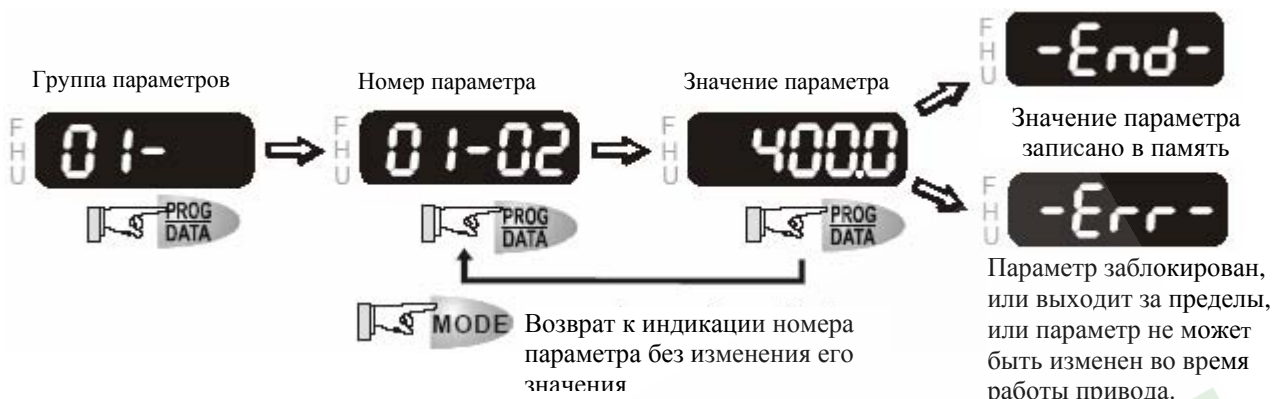 Группа параметров
Номер параметра
Значение параметра
F
H
U
01-
PROG
DATA
F
H
U
01-02
PROG
DATA
F
H
U
400.0
PROG
DATA
F
H
U
-End-
Значение параметра
записано в память
F
H
U
-Err-
Параметр заблокирован,
или выходит за пределы,
или параметр не может
быть изменен во время
работы привода.
MODE
Возврат к индикации номера
параметра без изменения его
значения